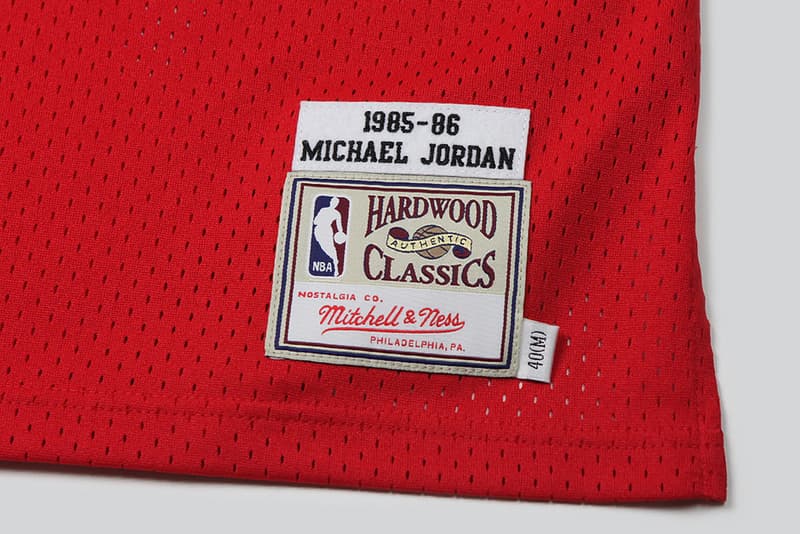 1985-86
MICHAEL JORDAN
NBA
HARDWOOD
AUTHENTIC
CLASSICS
NOSTALGIA CO.
Mitchell & Ness
PHILADELPHIA, PA.
40(M)